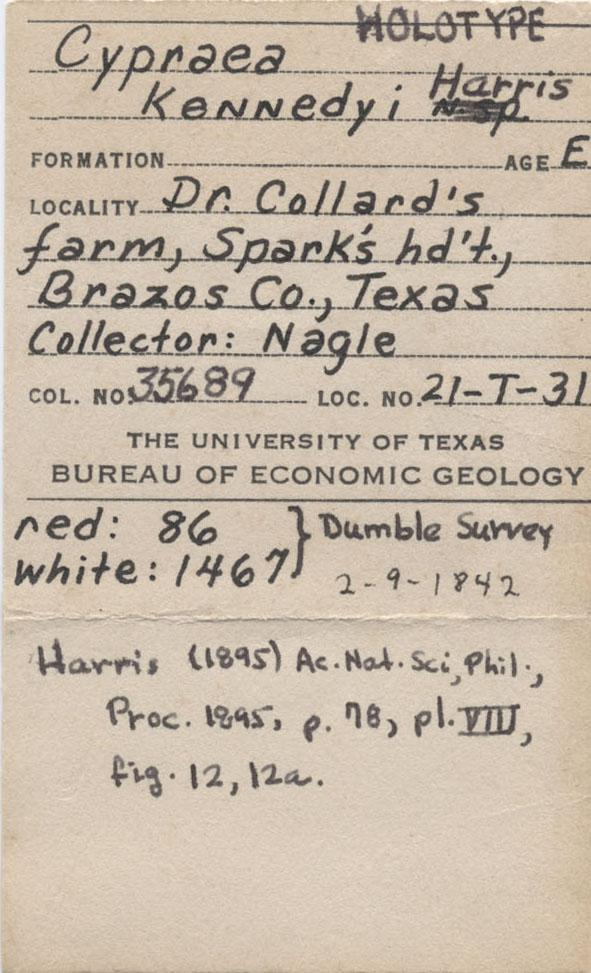 HOLOTYPE
Cypraea
Kennedyi Harris
FORMATION AGE E
LOCALITY Dr. Collard's
farm, Spark's hd't.,
Brazos Co., Texas
Collector: Nagle
COL. NO. 35689 LOC. NO. 21-T-31
THE UNIVERSITY OF TEXAS
BUREAU OF ECONOMIC GEOLOGY
red: 86 } Dumble Survey
white: 1467 2-9-1842
Harris (1895) Ac. Nat. Sci, Phil.,
Proc. 1895, p. 78, pl. VIII,
fig. 12, 12a.